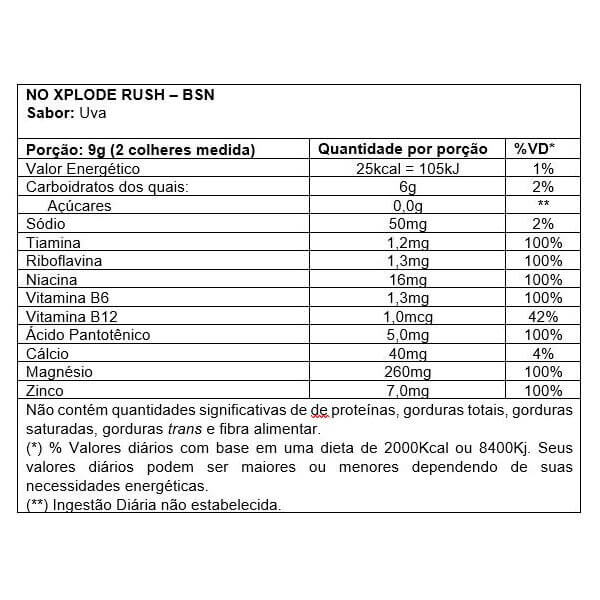 NO XPLODE RUSH – BSN
Sabor: Uva
Porção: 9g (2 colheres medida) Quantidade por porção %VD*
Valor Energético 25kcal = 105kJ 1%
Carboidratos dos quais: 6g 2%
Açúcares 0,0g **
Sódio 50mg 2%
Tiamina 1,2mg 100%
Riboflavina 1,3mg 100%
Niacina 16mg 100%
Vitamina B6 1,3mg 100%
Vitamina B12 1,0mcg 42%
Ácido Pantotênico 5,0mg 100%
Cálcio 40mg 4%
Magnésio 260mg 100%
Zinco 7,0mg 100%
Não contém quantidades significativas de de proteínas, gorduras totais, gorduras
saturadas, gorduras trans e fibra alimentar.
(*) % Valores diários com base em uma dieta de 2000Kcal ou 8400Kj. Seus
valores diários podem ser maiores ou menores dependendo de suas
necessidades energéticas.
(**) Ingestão Diária não estabelecida.